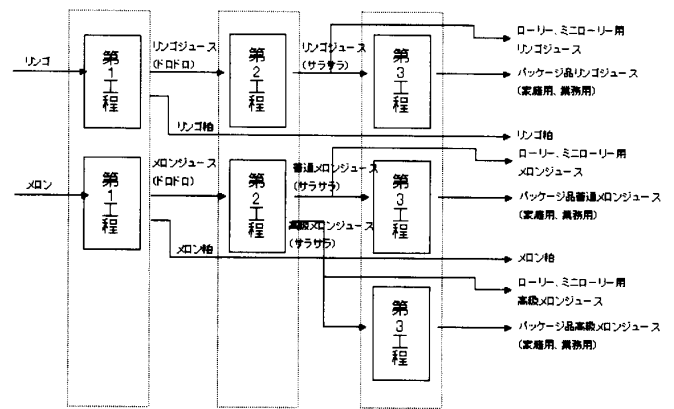 リンゴ
第1工程
リンゴジュース
(ドロドロ)
第2工程
リンゴジュース
(サラサラ)
第3工程
ローリー、ミニローリー用
リンゴジュース
パッケージ品リンゴジュース
(家庭用、業務用)
リンゴ粕
リンゴ粕
メロン
第1工程
メロンジュース
(ドロドロ)
第2工程
普通メロンジュース
(サラサラ)
高級メロンジュース
(サラサラ)
第3工程
ローリー、ミニローリー用
メロンジュース
パッケージ品普通メロンジュース
(家庭用、業務用)
メロン粕
メロン粕
第3工程
ローリー、ミニローリー用
高級メロンジュース
パッケージ品高級メロンジュース
(家庭用、業務用)